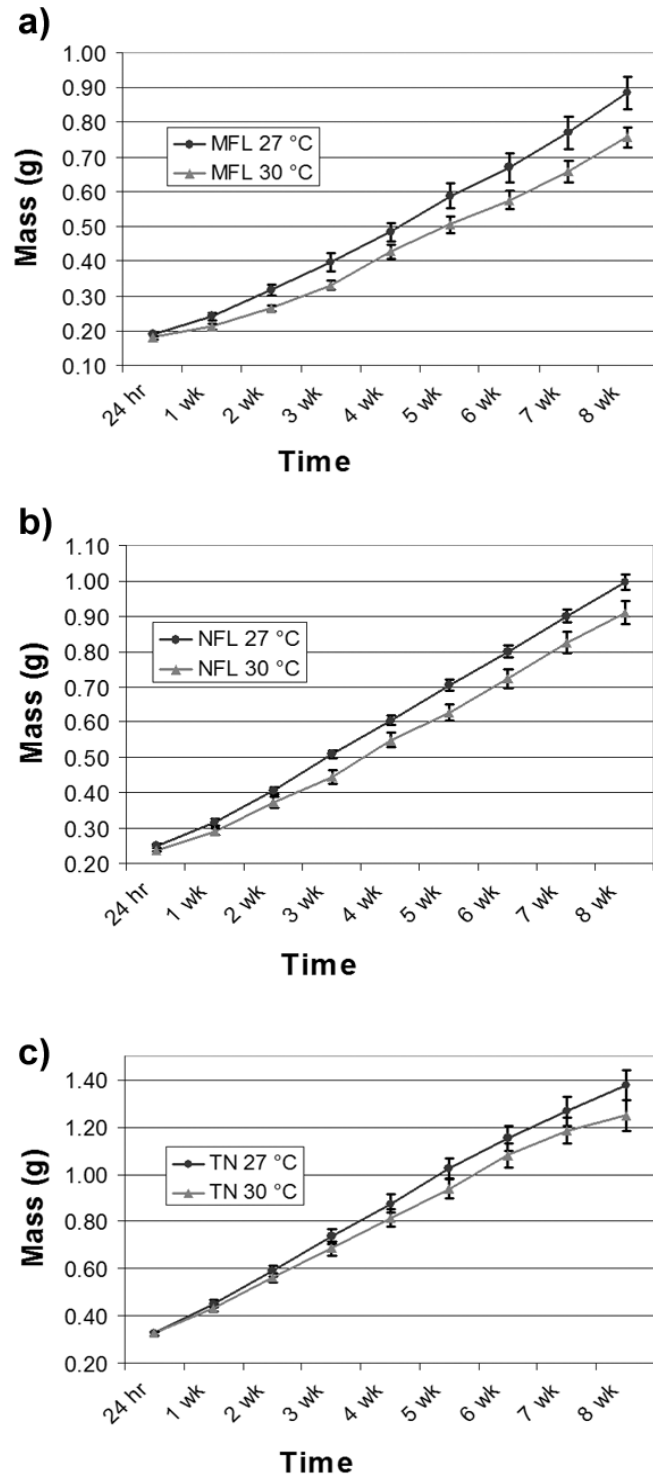 a)
1.00
0.90
0.80
0.70
0.60
0.50
0.40
0.30
0.20
0.10
Mass (g)
MFL 27 °C
MFL 30 °C
24 hr
1 wk
2 wk
3 wk
4 wk
5 wk
6 wk
7 wk
8 wk
Time
b)
1.10
1.00
0.90
0.80
0.70
0.60
0.50
0.40
0.30
0.20
Mass (g)
NFL 27 °C
NFL 30 °C
24 hr
1 wk
2 wk
3 wk
4 wk
5 wk
6 wk
7 wk
8 wk
Time
c)
1.40
1.20
1.00
0.80
0.60
0.40
0.20
Mass (g)
TN 27 °C
TN 30 °C
24 hr
1 wk
2 wk
3 wk
4 wk
5 wk
6 wk
7 wk
8 wk
Time